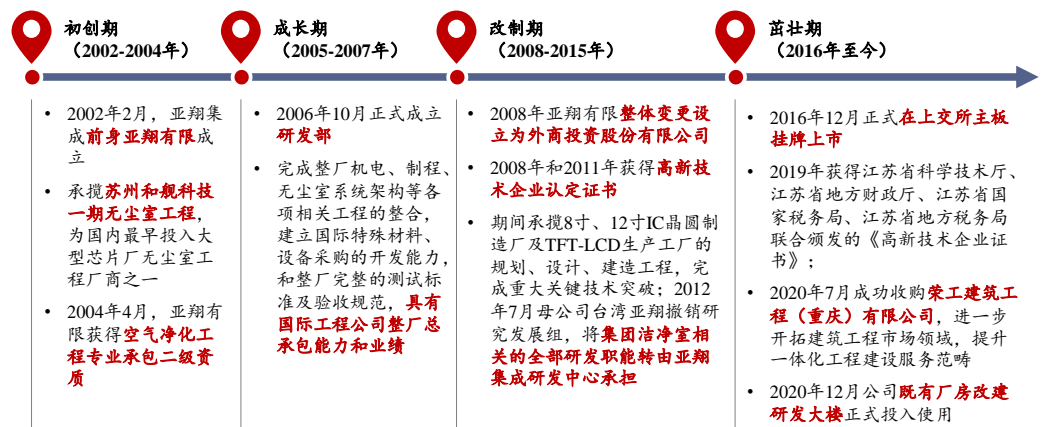 初创期
（2002-2004年）
成长期
（2005-2007年）
改制期
（2008-2015年）
茁壮期
（2016年至今）
• 2002年2月，亚翔集
成前身亚翔有限成
立
• 承揽苏州和舰科技
一期无尘室工程，
为国内最早投入大
型芯片厂无尘室工
程厂商之一
• 2004年4月，亚翔有
限获得空气净化工
程专业承包二级资
质
• 2006年10月正式成立
研发部
• 完成整厂机电、制程、
无尘室系统架构等各
项相关工程的整合，
建立国际特殊材料、
设备采购的开发能力，
和整厂完整的测试标
准及验收规范，具有
国际工程公司整厂总
承包能力和业绩
• 2008年亚翔有限整体变更设
立为外商投资股份有限公司
• 2008年和2011年获得高新技
术企业认定证书
• 期间承揽8寸、12寸IC晶圆制
造厂及TFT-LCD生产工厂的
规划、设计、建造工程，完
成重大关键技术突破；2012
年7月母公司台湾亚翔撤销研
究发展组，将集团洁净室相
关的全部研发职能转由亚翔
集成研发中心承担
• 2016年12月正式在上交所主板
挂牌上市
• 2019年获得江苏省科学技术厅、
江苏省地方财政厅、江苏省国
家税务局、江苏省地方税务局
联合颁发的《高新技术企业证
书》；
• 2020年7月成功收购荣工建筑工
程（重庆）有限公司，进一步
开拓建筑工程市场领域，提升
一体化工程建设服务范畴
• 2020年12月公司既有厂房改建
研发大楼正式投入使用